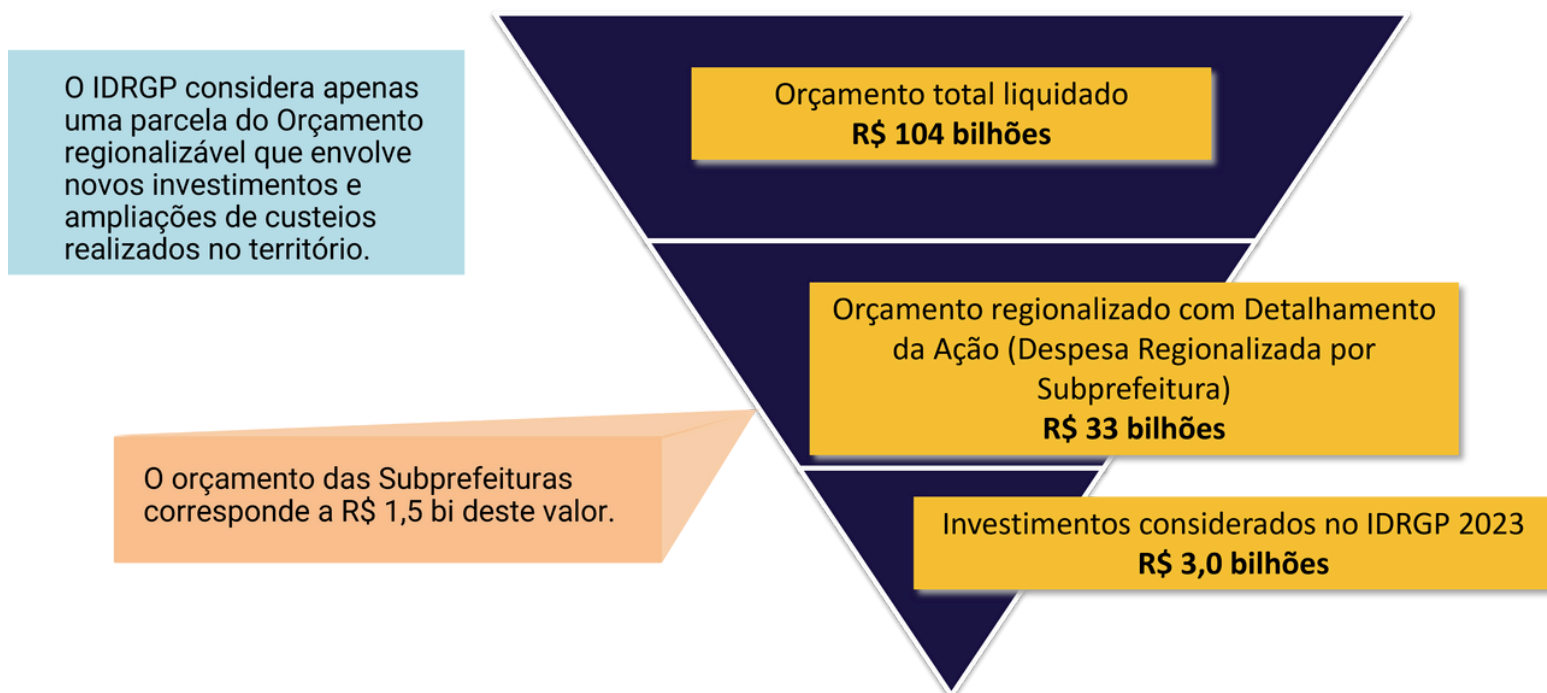 O IDRGP considera apenas
uma parcela do Orçamento
regionalizável que envolve
novos investimentos e
ampliações de custeios
realizados no território.
Orçamento total liquidado
R$ 104 bilhões
Orçamento regionalizado com Detalhamento
da Ação (Despesa Regionalizada por
Subprefeitura)
R$ 33 bilhões
O orçamento das Subprefeituras
corresponde a R$ 1,5 bi deste valor.
Investimentos considerados no IDRGP 2023
R$ 3,0 bilhões